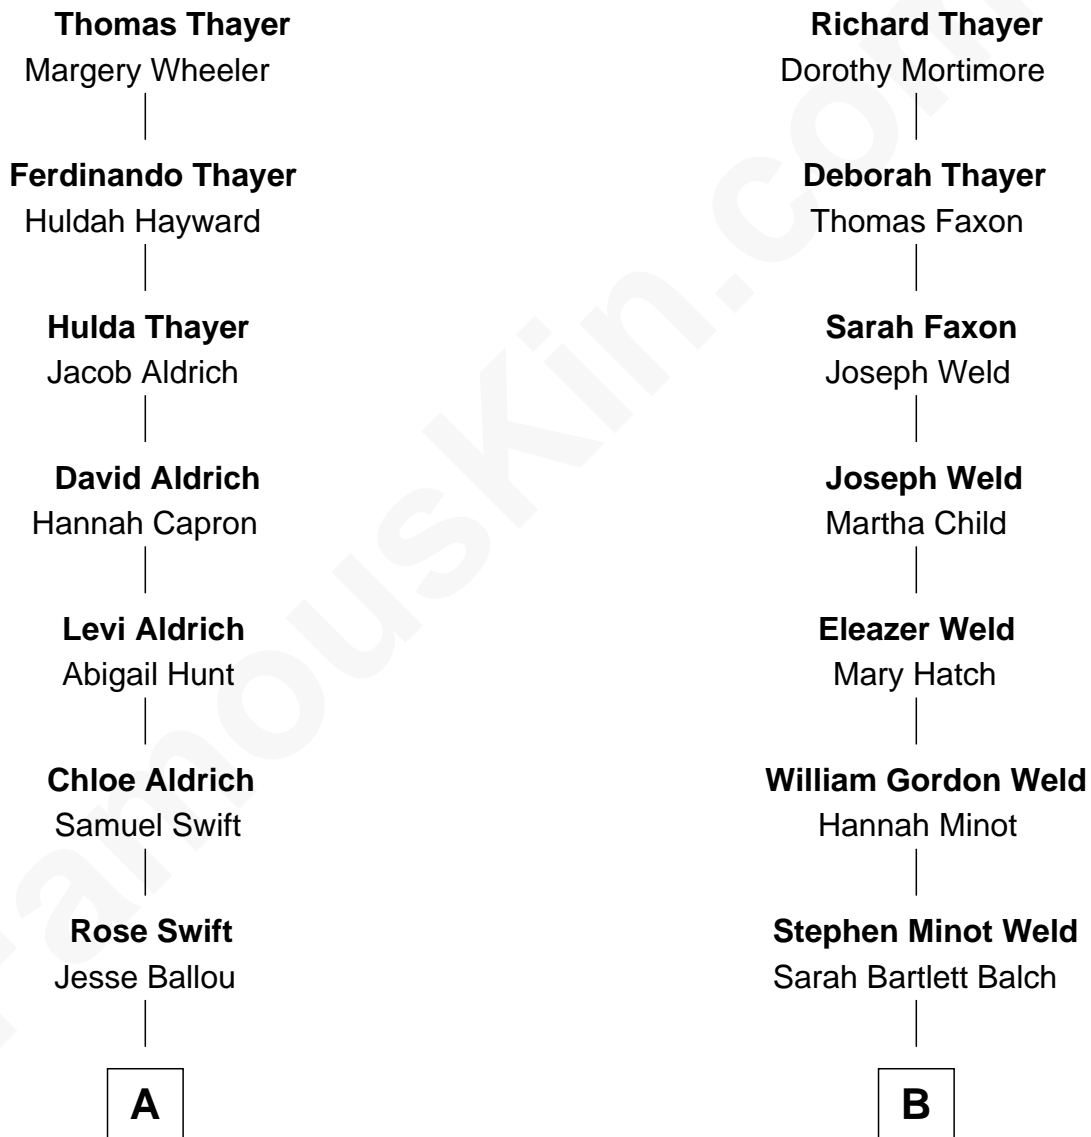 Thomas Thayer
Margery Wheeler
Ferdinando Thayer
Huldah Hayward
Hulda Thayer
Jacob Aldrich
David Aldrich
Hannah Capron
Levi Aldrich
Abigail Hunt
Chloe Aldrich
Samuel Swift
Rose Swift
Jesse Ballou
A
Richard Thayer
Dorothy Mortimore
Deborah Thayer
Thomas Faxon
Sarah Faxon
Joseph Weld
Joseph Weld
Martha Child
Eleazer Weld
Mary Hatch
William Gordon Weld
Hannah Minot
Stephen Minot Weld
Sarah Bartlett Balch
B
FamousKin.com